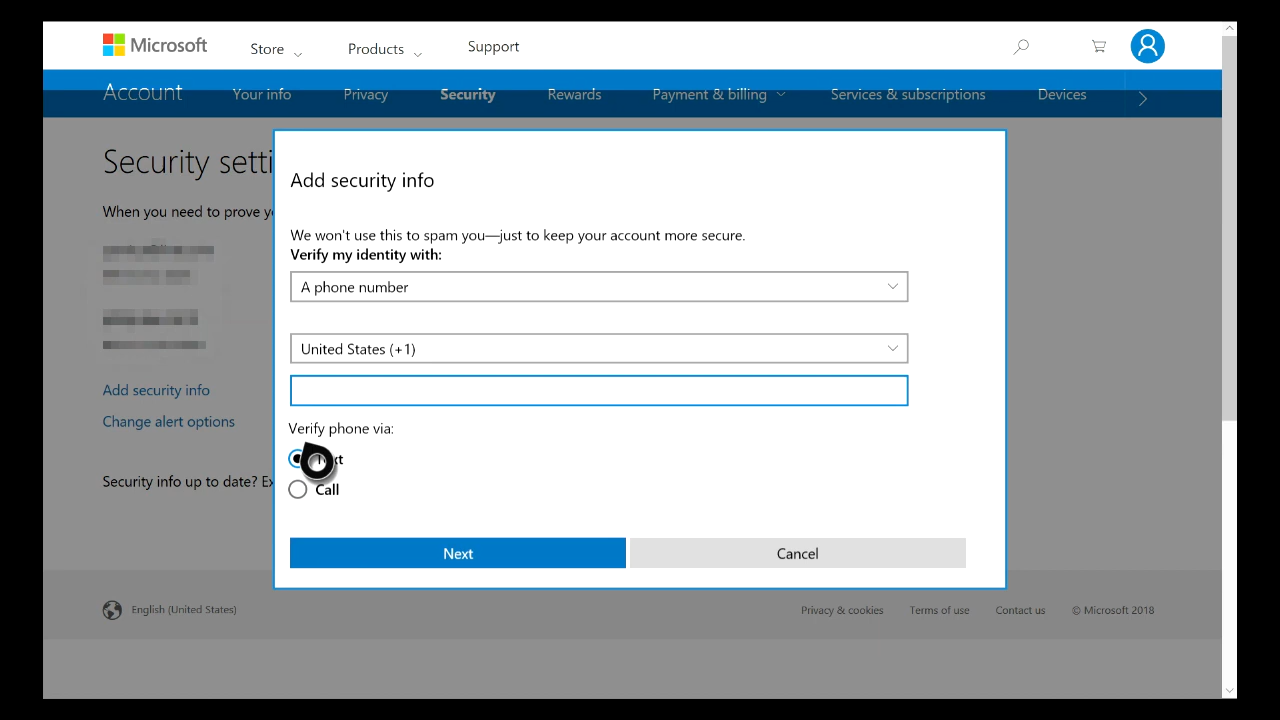 Microsoft
Store
Products
Support
Account
Your info
Privacy
Security
Rewards
Payment & billing
Services & subscriptions
Devices
Security setti
When you need to prove yo
Add security info
Change alert options
Security info up to date? Ex
Add security info
We won't use this to spam you—just to keep your account more secure.
Verify my identity with:
A phone number
United States (+1)
Verify phone via:
Call
Next
Cancel
English (United States)
Privacy & cookies
Terms of use
Contact us
© Microsoft 2018